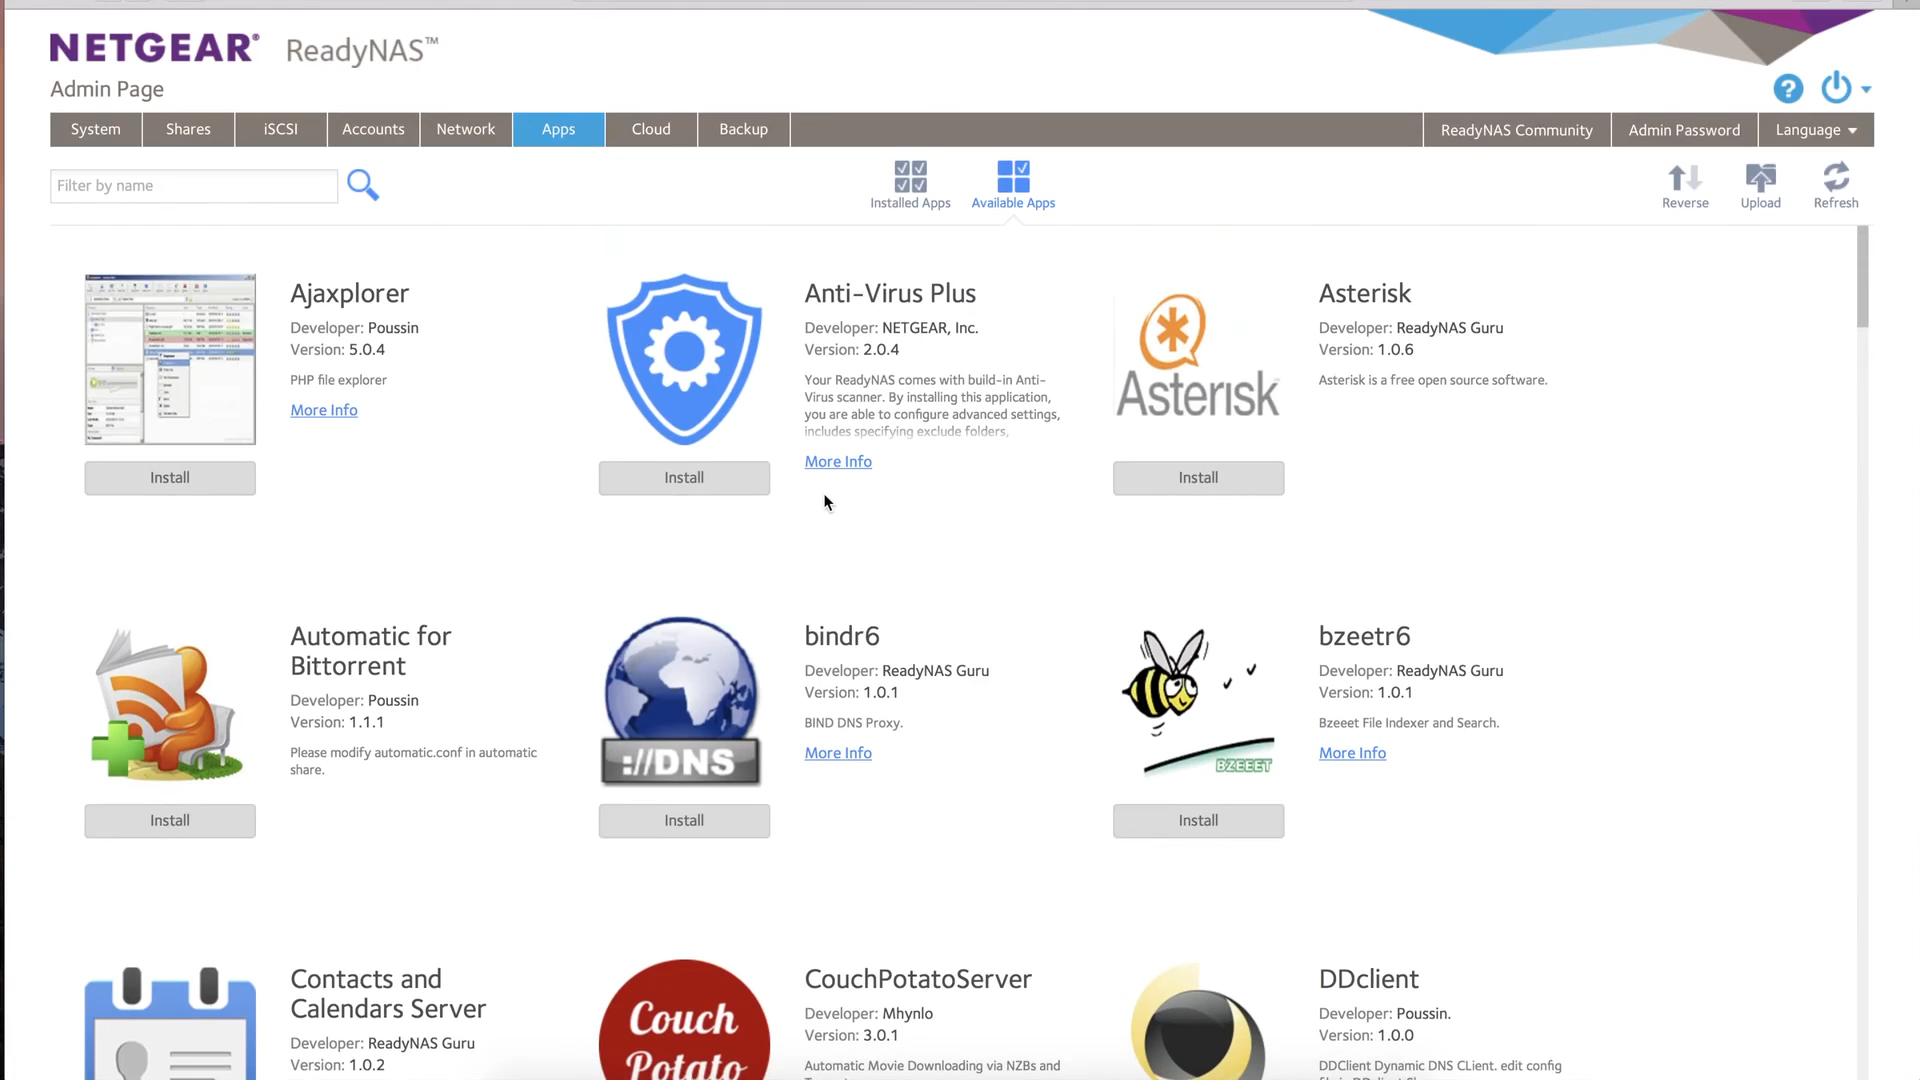 NETGEAR® ReadyNAS™
Admin Page
System Shares iSCSI Accounts Network Apps Cloud Backup ReadyNAS Community Admin Password Language
Filter by name
Installed Apps Available Apps
Reverse Upload Refresh
Ajaxplorer
Developer: Poussin
Version: 5.0.4
PHP file explorer
More Info
Install
Anti-Virus Plus
Developer: NETGEAR, Inc.
Version: 2.0.4
Your ReadyNAS comes with build-in Anti-
Virus scanner. By installing this application,
you are able to configure advanced settings,
includes specifying exclude folders,
More Info
Install
Asterisk
Asterisk
Developer: ReadyNAS Guru
Version: 1.0.6
Asterisk is a free open source software.
Install
Automatic for
Bittorrent
Developer: Poussin
Version: 1.1.1
Please modify automatic.conf in automatic
share.
Install
://DNS
bindr6
Developer: ReadyNAS Guru
Version: 1.0.1
BIND DNS Proxy.
More Info
Install
BZEEET
bzeetr6
Developer: ReadyNAS Guru
Version: 1.0.1
Bzeeet File Indexer and Search.
More Info
Install
Contacts and
Calendars Server
Developer: ReadyNAS Guru
Version: 1.0.2
Couch
Potato
CouchPotatoServer
Developer: Mhynlo
Version: 3.0.1
Automatic Movie Downloading via NZBs and
DDclient
Developer: Poussin.
Version: 1.0.0
DDClient Dynamic DNS CLient. edit config